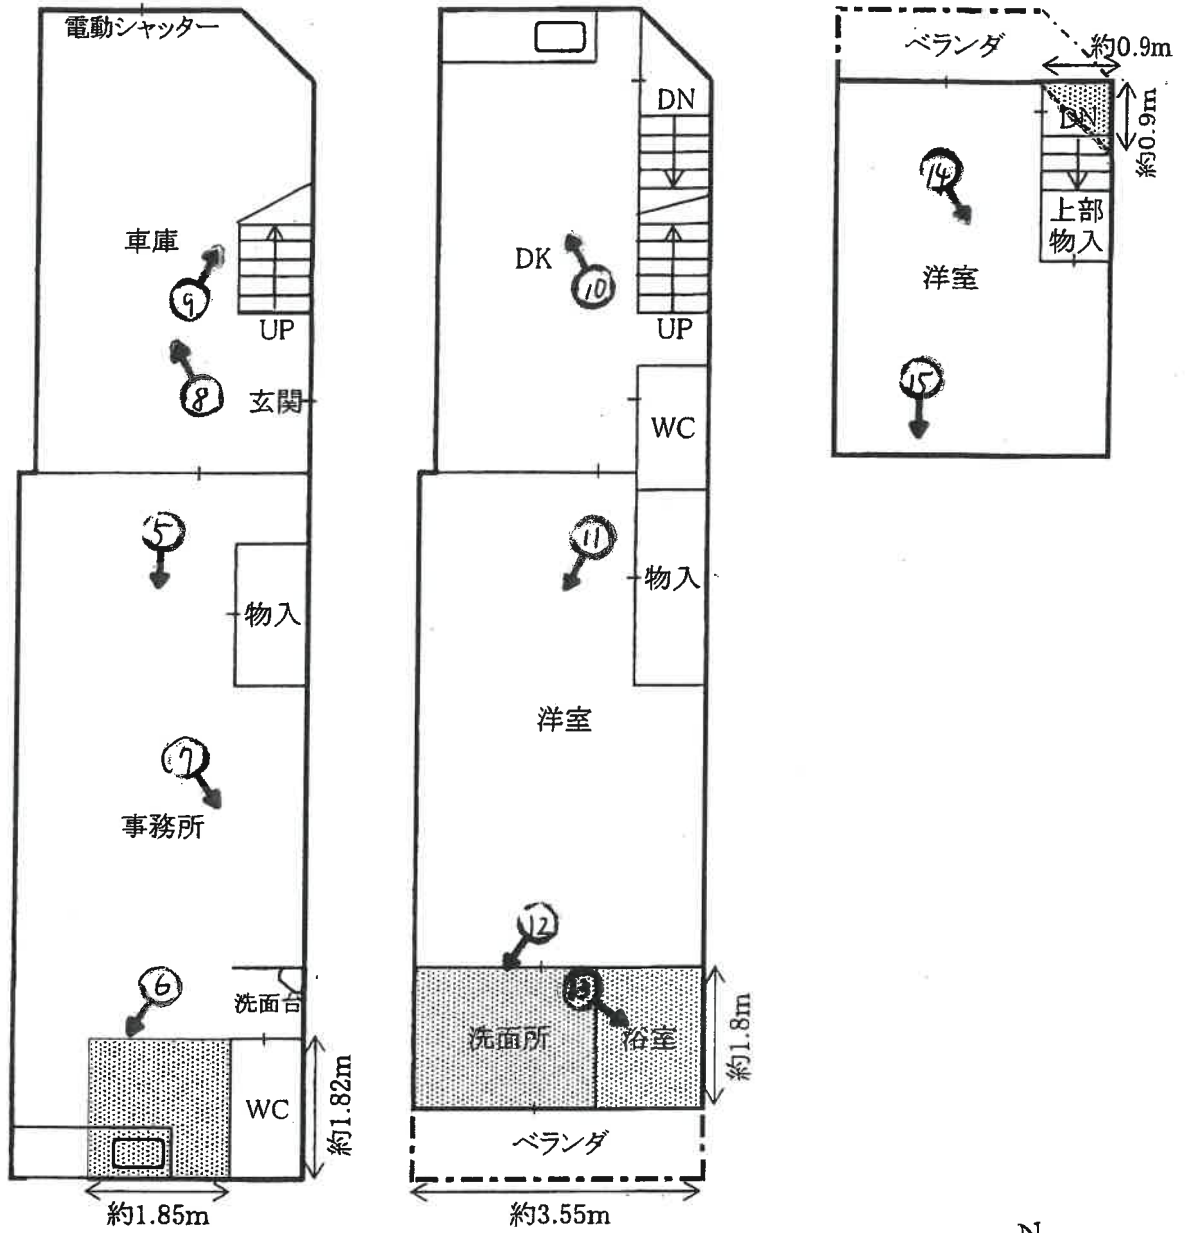 電動シャッター
車庫
⑨
UP
⑧
玄関
⑤
物入
⑦
事務所
⑥
洗面台
WC
約1.82m
約1.85m
DN
DK
⑩
UP
WC
⑪
物入
洋室
⑫
⑬
洗面所
浴室
約1.8m
ベランダ
約3.55m
ベランダ
約0.9m
DN
約0.9m
⑭
上部
物入
洋室
⑮
N